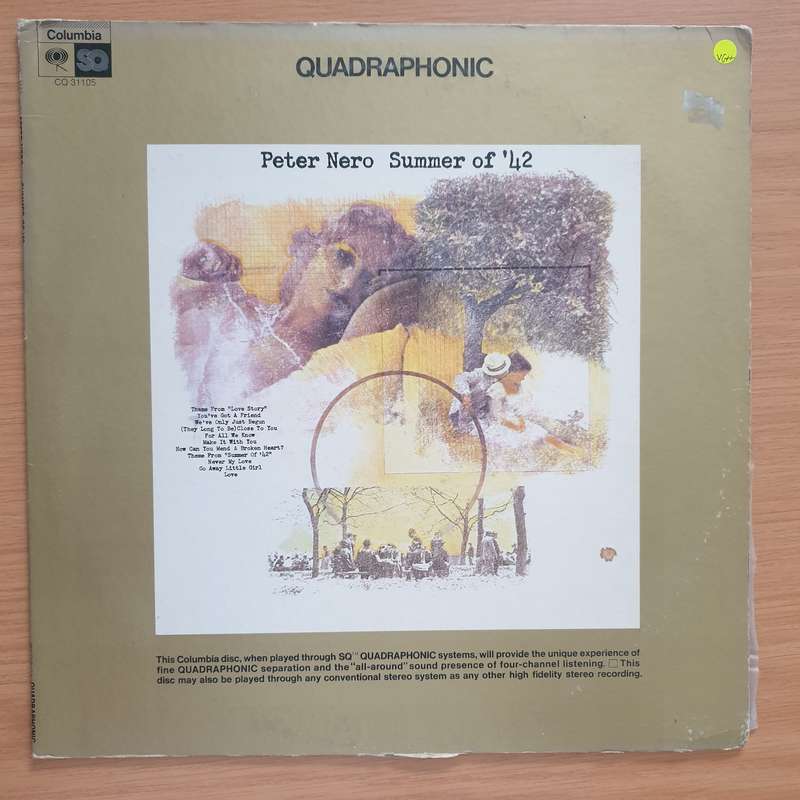 Columbia
SQ
CQ 31105
QUADRAPHONIC
VG++
Peter Nero Summer of '42
Theme From "Love Story"
You've Got A Friend
We've Only Just Begun
(They Long To Be)Close To You
For All We Know
Make It With You
How Can You Mend A Broken Heart?
Theme From "Summer Of '42"
Never My Love
Go Away Little Girl
Love
This Columbia disc, when played through SQ™ QUADRAPHONIC systems, will provide the unique experience of
fine QUADRAPHONIC separation and the "all-around" sound presence of four-channel listening. □ This
disc may also be played through any conventional stereo system as any other high fidelity stereo recording.
QUADRAPHONIC